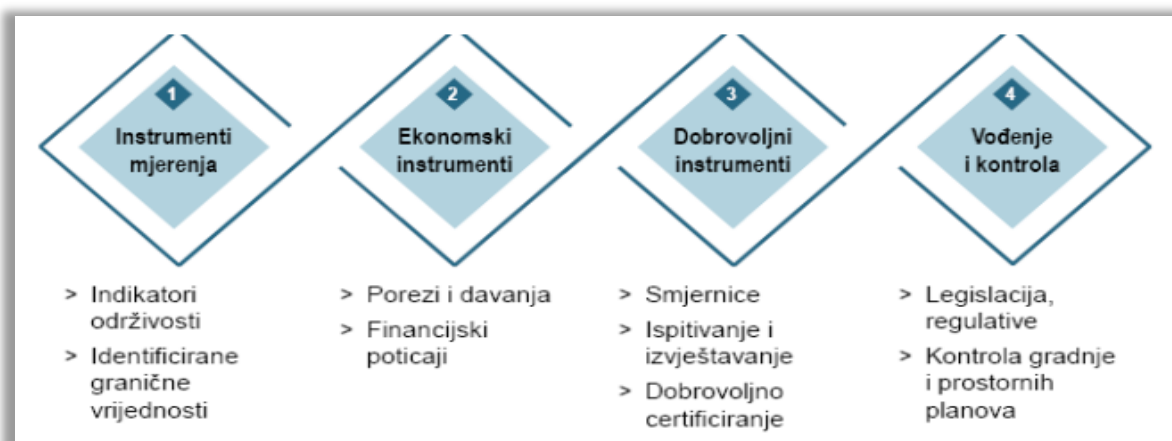 1
Instrumenti
mjerenja
> Indikatori
održivosti
> Identificirane
granične
vrijednosti
2
Ekonomski
instrumenti
> Porezi i davanja
> Financijski
poticaji
3
Dobrovoljni
instrumenti
> Smjernice
> Ispitivanje i
izvještavanje
> Dobrovoljno
certificiranje
4
Vođenje
i kontrola
> Legislacija,
regulative
> Kontrola gradnje
i prostornih
planova